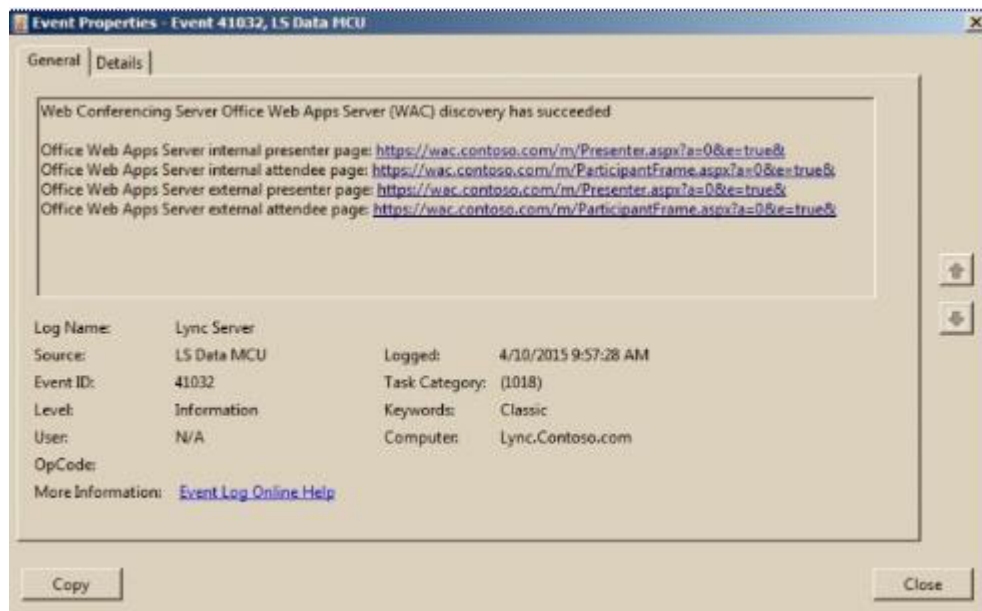 Event Properties - Event 41032, LS Data MCU
General Details
Web Conferencing Server Office Web Apps Server (WAC) discovery has succeeded
Office Web Apps Server internal presenter page: https://wac.contoso.com/m/Presenter.aspx?a=0&e=true&
Office Web Apps Server internal attendee page: https://wac.contoso.com/m/ParticipantFrame.aspx?a=0&e=true&
Office Web Apps Server external presenter page: https://wac.contoso.com/m/Presenter.aspx?a=0&e=true&
Office Web Apps Server external attendee page: https://wac.contoso.com/m/ParticipantFrame.aspx?a=0&e=true&
Log Name: Lync Server
Source: LS Data MCU Logged: 4/10/2015 9:57:28 AM
Event ID: 41032 Task Category: (1018)
Level: Information Keywords: Classic
User: N/A Computer: Lync.Contoso.com
OpCode:
More Information: Event Log Online Help
Copy Close